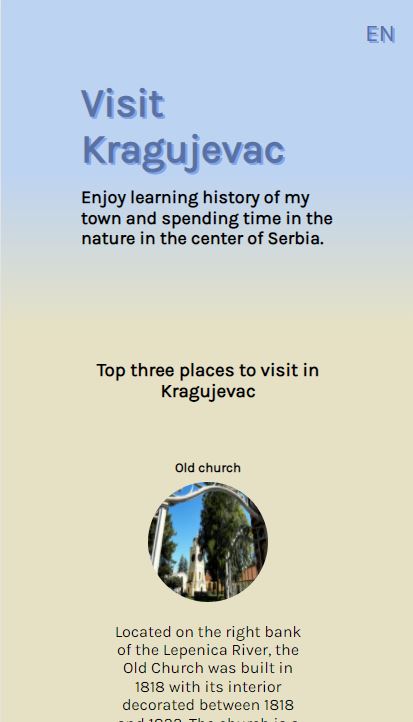 EN
Visit
Kragujevac
Enjoy learning history of my
town and spending time in the
nature in the center of Serbia.
Top three places to visit in
Kragujevac
Old church
Located on the right bank
of the Lepenica River, the
Old Church was built in
1818 with its interior
decorated between 1818